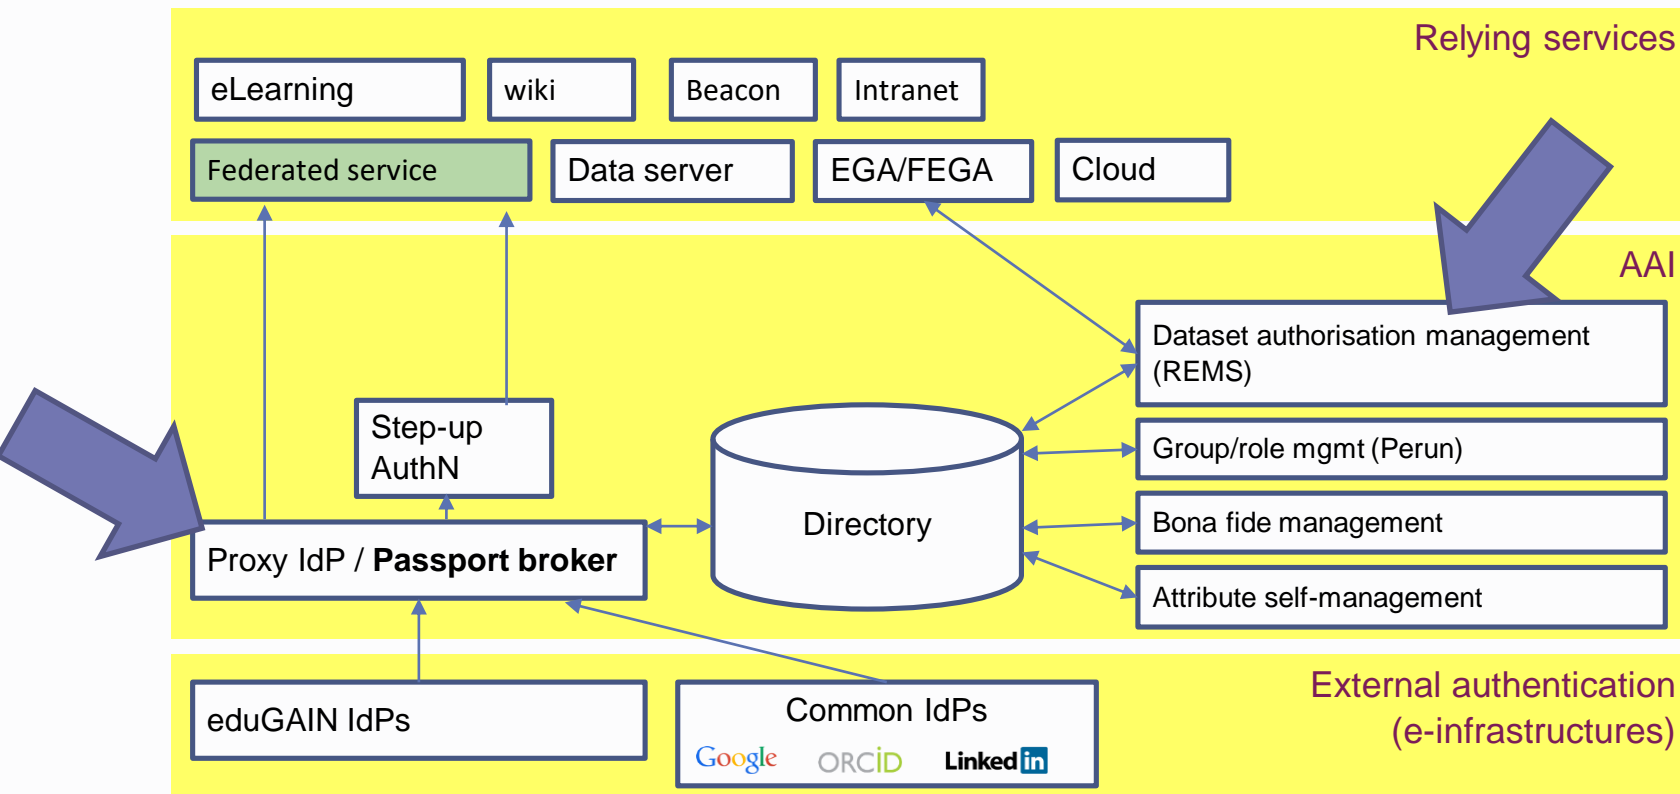 Relying services
eLearning
wiki
Beacon
Intranet
Federated service
Data server
EGA/FEGA
Cloud
AAI
Dataset authorisation management
(REMS)
Step-up
AuthN
Group/role mgmt (Perun)
Directory
Bona fide management
Proxy IdP / Passport broker
Attribute self-management
External authentication
(e-infrastructures)
eduGAIN IdPs
Common IdPs
Google
ORCID
Linked in